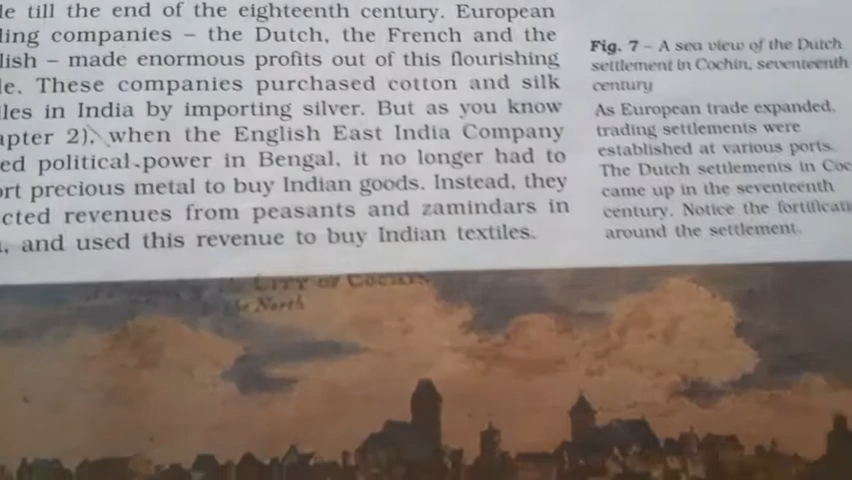 le till the end of the eighteenth century. European
ling companies – the Dutch, the French and the
lish – made enormous profits out of this flourishing
le. These companies purchased cotton and silk
les in India by importing silver. But as you know
apter 2), when the English East India Company
ed political power in Bengal, it no longer had to
ort precious metal to buy Indian goods. Instead, they
cted revenues from peasants and zamindars in
, and used this revenue to buy Indian textiles.
Fig. 7 – A sea view of the Dutch
settlement in Cochin, seventeenth
century
As European trade expanded,
trading settlements were
established at various ports.
The Dutch settlements in Coc
came up in the seventeenth
century. Notice the fortificati
around the settlement.
CITY OF COCHIN
the North